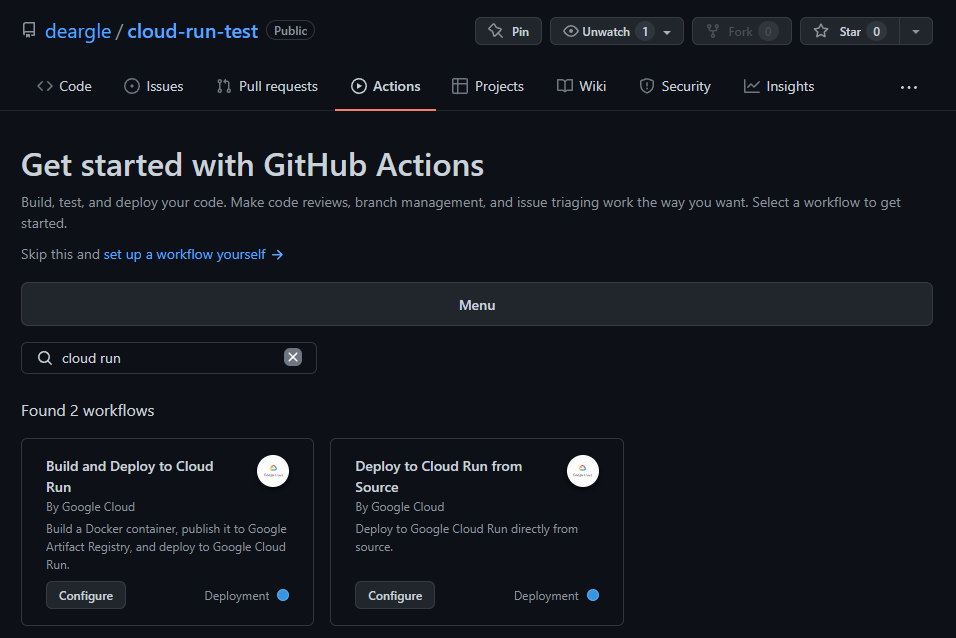 deargle / cloud-run-test Public Pin Unwatch 1 Fork 0 Star 0
Code Issues Pull requests Actions Projects Wiki Security Insights ...
Get started with GitHub Actions
Build, test, and deploy your code. Make code reviews, branch management, and issue triaging work the way you want. Select a workflow to get
started.
Skip this and set up a workflow yourself →
Menu
cloud run
Found 2 workflows
Build and Deploy to Cloud
Run
By Google Cloud
Build a Docker container, publish it to Google
Artifact Registry, and deploy to Google Cloud
Run.
Configure Deployment
Deploy to Cloud Run from
Source
By Google Cloud
Deploy to Google Cloud Run directly from
source.
Configure Deployment